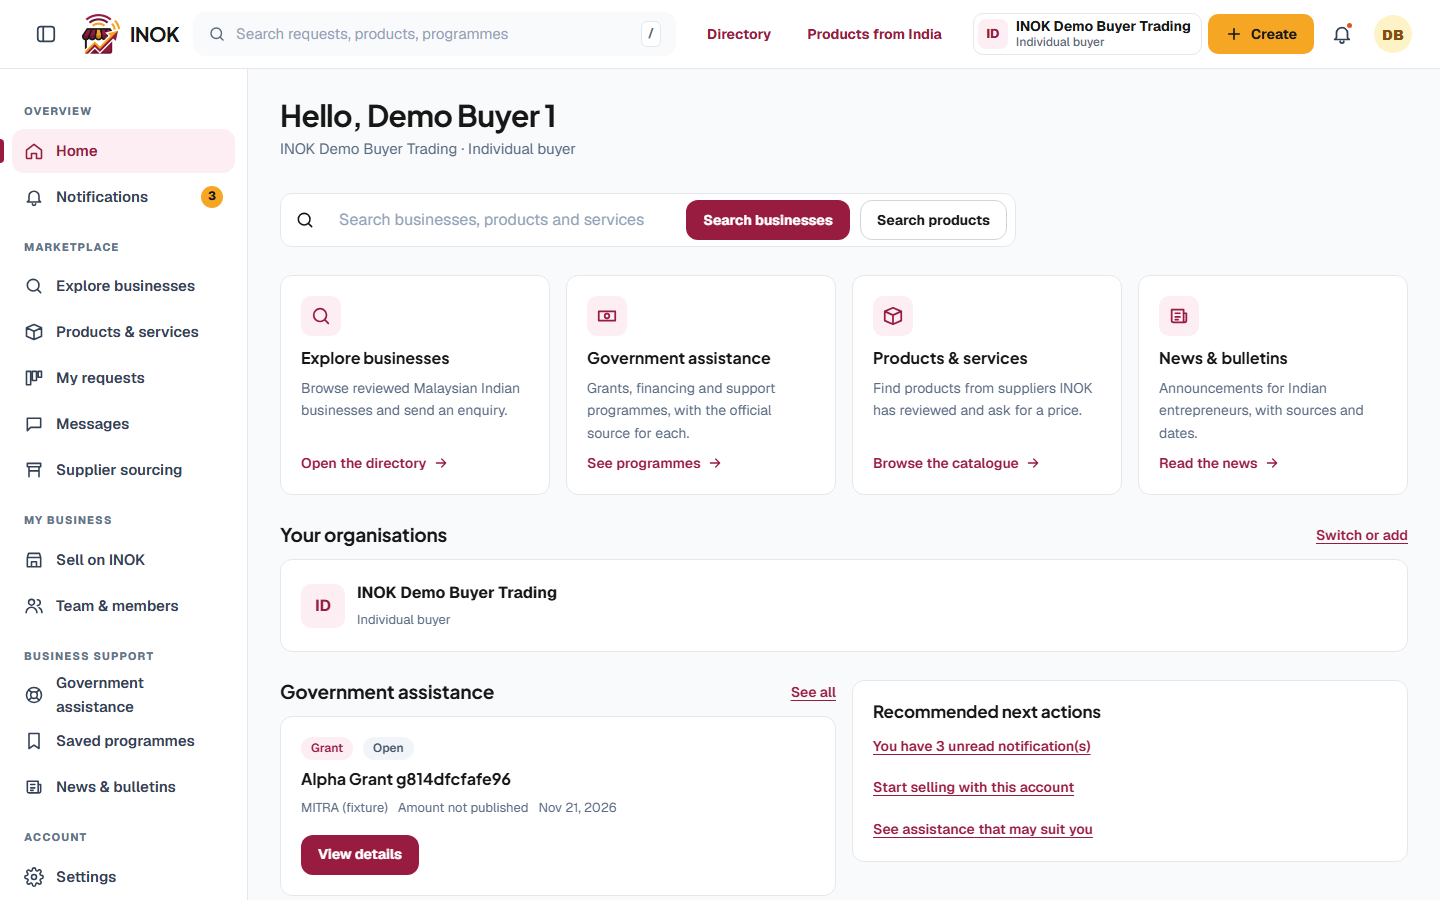 INOK
Search requests, products, programmes
/
Directory
Products from India
ID
INOK Demo Buyer Trading
Individual buyer
Create
DB
OVERVIEW
Home
Notifications
3
MARKETPLACE
Explore businesses
Products & services
My requests
Messages
Supplier sourcing
MY BUSINESS
Sell on INOK
Team & members
BUSINESS SUPPORT
Government
assistance
Saved programmes
News & bulletins
ACCOUNT
Settings
Hello, Demo Buyer 1
INOK Demo Buyer Trading · Individual buyer
Search businesses, products and services
Search businesses
Search products
Explore businesses
Browse reviewed Malaysian Indian
businesses and send an enquiry.
Open the directory →
Government assistance
Grants, financing and support
programmes, with the official
source for each.
See programmes →
Products & services
Find products from suppliers INOK
has reviewed and ask for a price.
Browse the catalogue →
News & bulletins
Announcements for Indian
entrepreneurs, with sources and
dates.
Read the news →
Your organisations
Switch or add
ID
INOK Demo Buyer Trading
Individual buyer
Government assistance
See all
Grant
Open
Alpha Grant g814dfcfafe96
MITRA (fixture) Amount not published Nov 21, 2026
View details
Recommended next actions
You have 3 unread notification(s)
Start selling with this account
See assistance that may suit you